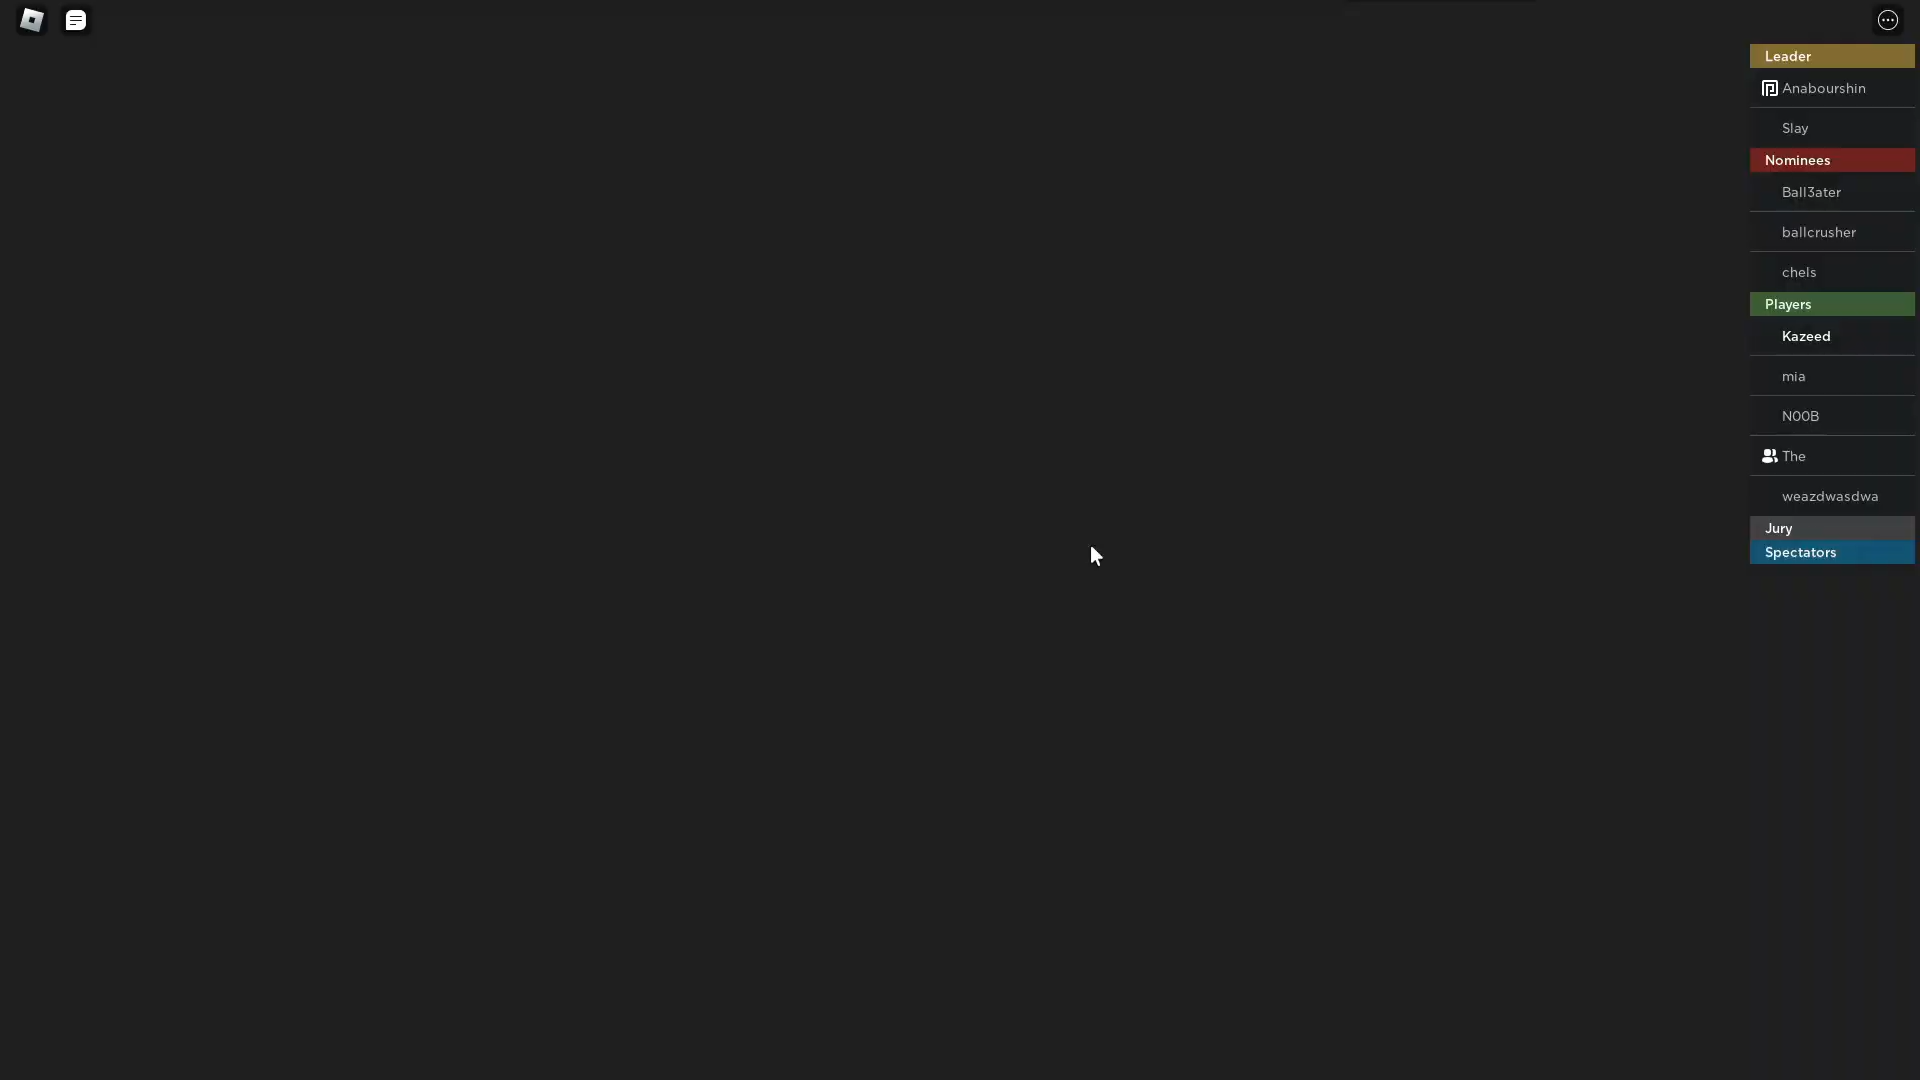 Leader
Anabourshin
Slay
Nominees
Ball3ater
ballcrusher
chels
Players
Kazeed
mia
N00B
The
weazdwasdwa
Jury
Spectators